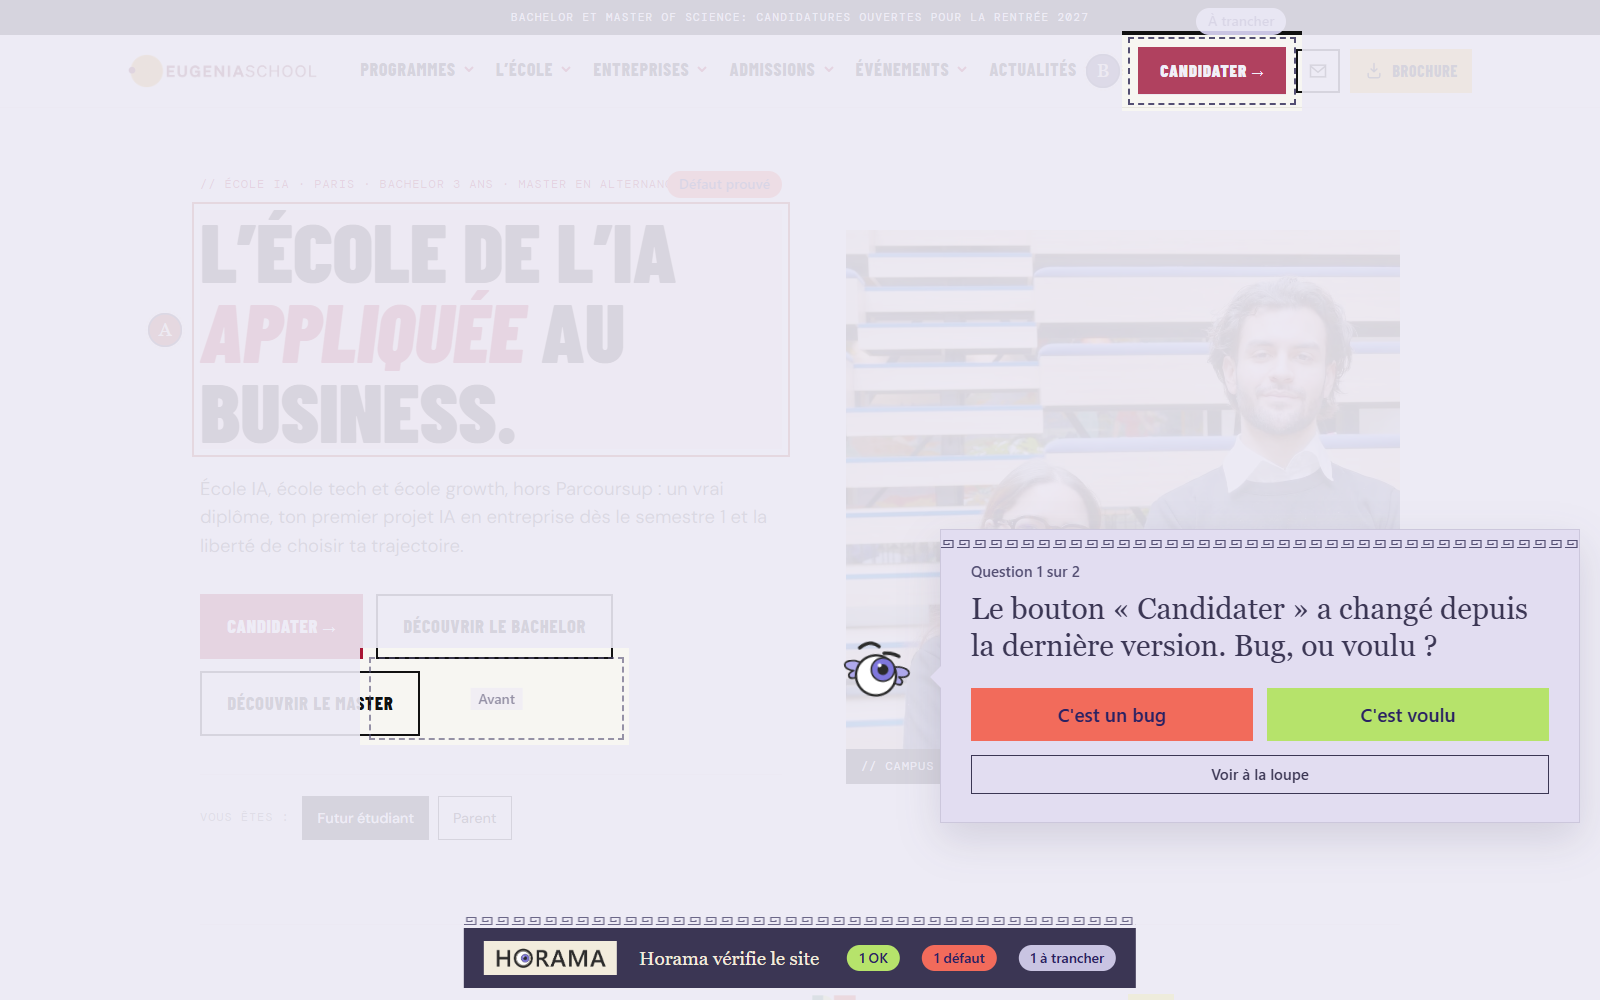 BACHELOR ET MASTER OF SCIENCE: CANDIDATURES OUVERTES POUR LA RENTRÉE 2027
À trancher
EUGENIASCHOOL
PROGRAMMES
L'ÉCOLE
ENTREPRISES
ADMISSIONS
ÉVÉNEMENTS
ACTUALITÉS
B
CANDIDATER →
BROCHURE
// ÉCOLE IA · PARIS · BACHELOR 3 ANS · MASTER EN ALTERNAN
Défaut prouvé
A
L'ÉCOLE DE L'IA
APPLIQUÉE AU
BUSINESS.
École IA, école tech et école growth, hors Parcoursup : un vrai
diplôme, ton premier projet IA en entreprise dès le semestre 1 et la
liberté de choisir ta trajectoire.
CANDIDATER →
DÉCOUVRIR LE BACHELOR
DÉCOUVRIR LE MASTER
Avant
// CAMPUS
VOUS ÊTES :
Futur étudiant
Parent
Question 1 sur 2
Le bouton « Candidater » a changé depuis
la dernière version. Bug, ou voulu ?
C'est un bug
C'est voulu
Voir à la loupe
HORAMA
Horama vérifie le site
1 OK
1 défaut
1 à trancher